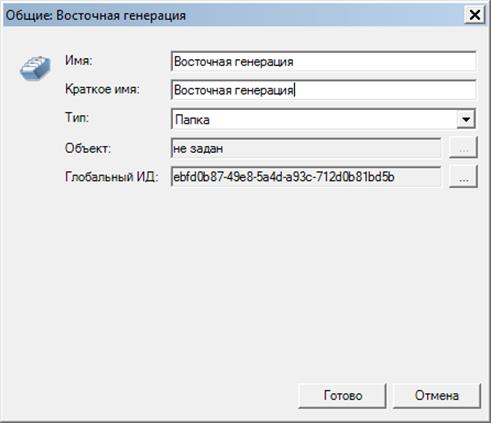 Общие: Восточная генерация
Имя: Восточная генерация
Краткое имя: Восточная генерация
Тип: Папка
Объект: не задан ...
Глобальный ИД: ebfd0b87-49e8-5a4d-a93c-712d0b81bd5b ...
Готово Отмена